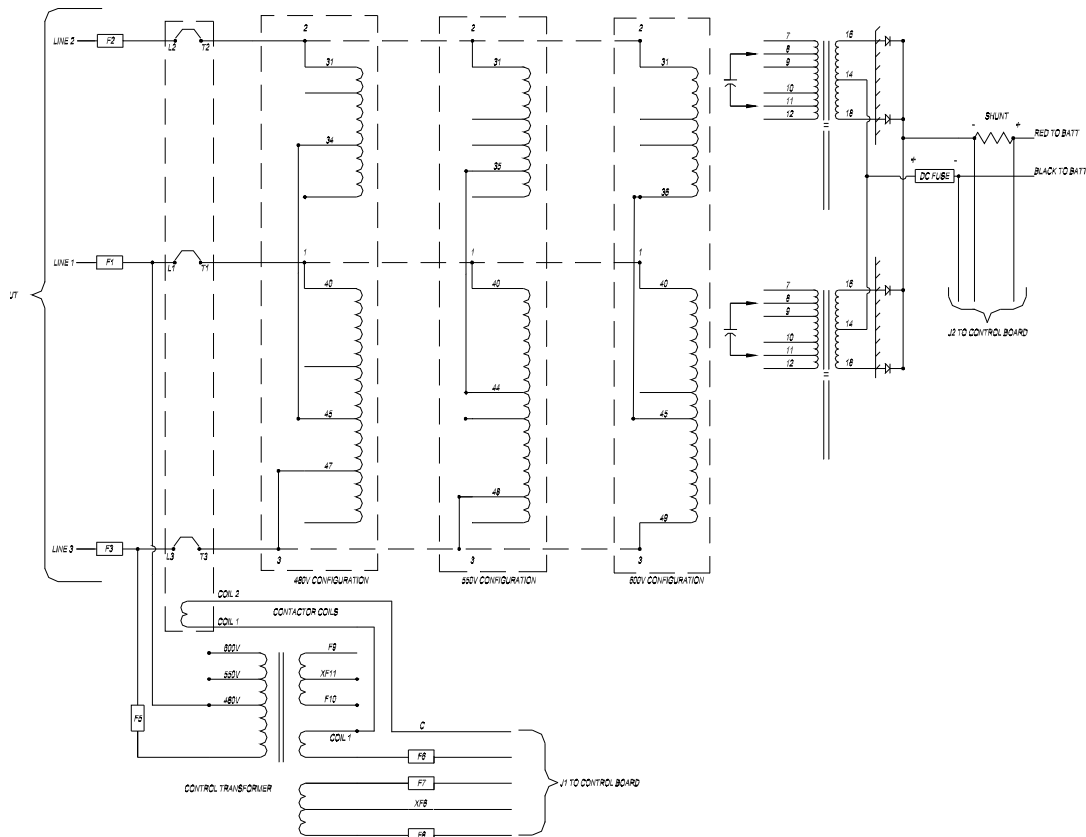 LINE 2
F2
L2
T2
2
31
34
2
31
35
2
31
36
7
8
9
10
11
12
16
14
18
- SHUNT +
RED TO BATT
+ DC FUSE -
BLACK TO BATT
LINE 1
F1
L1
T1
1
40
45
47
1
40
44
48
1
40
45
49
7
8
9
10
11
12
16
14
18
J2 TO CONTROL BOARD
UT
LINE 3
F3
L3
T3
3
3
3
480V CONFIGURATION
550V CONFIGURATION
600V CONFIGURATION
COIL 2
CONTACTOR COILS
COIL 1
600V
550V
480V
F5
F9
XF11
F10
COIL 1
C
F6
F7
XF8
F8
CONTROL TRANSFORMER
J1 TO CONTROL BOARD